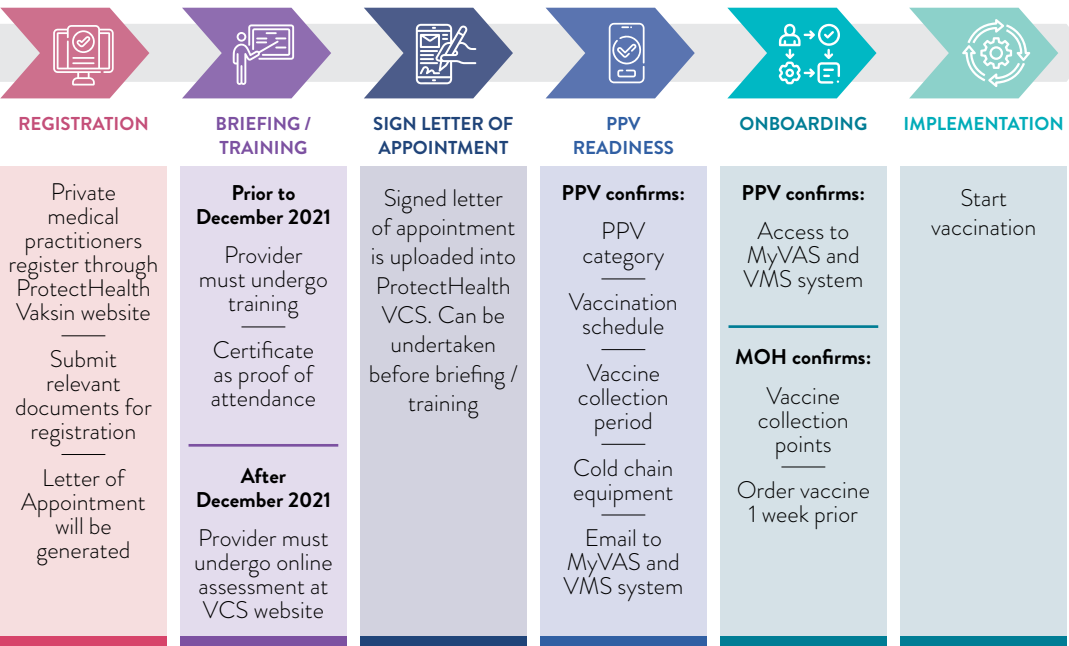 REGISTRATION
Private
medical
practitioners
register through
ProtectHealth
Vaksin website
Submit
relevant
documents for
registration
Letter of
Appointment
will be
generated
BRIEFING /
TRAINING
Prior to
December 2021
Provider
must undergo
training
Certificate
as proof of
attendance
After
December 2021
Provider must
undergo online
assessment at
VCS website
SIGN LETTER OF
APPOINTMENT
Signed letter
of appointment
is uploaded into
ProtectHealth
VCS. Can be
undertaken
before briefing /
training
PPV
READINESS
PPV confirms:
PPV
category
Vaccination
schedule
Vaccine
collection
period
Cold chain
equipment
Email to
MyVAS and
VMS system
ONBOARDING
PPV confirms:
Access to
MyVAS and
VMS system
MOH confirms:
Vaccine
collection
points
Order vaccine
1 week prior
IMPLEMENTATION
Start
vaccination